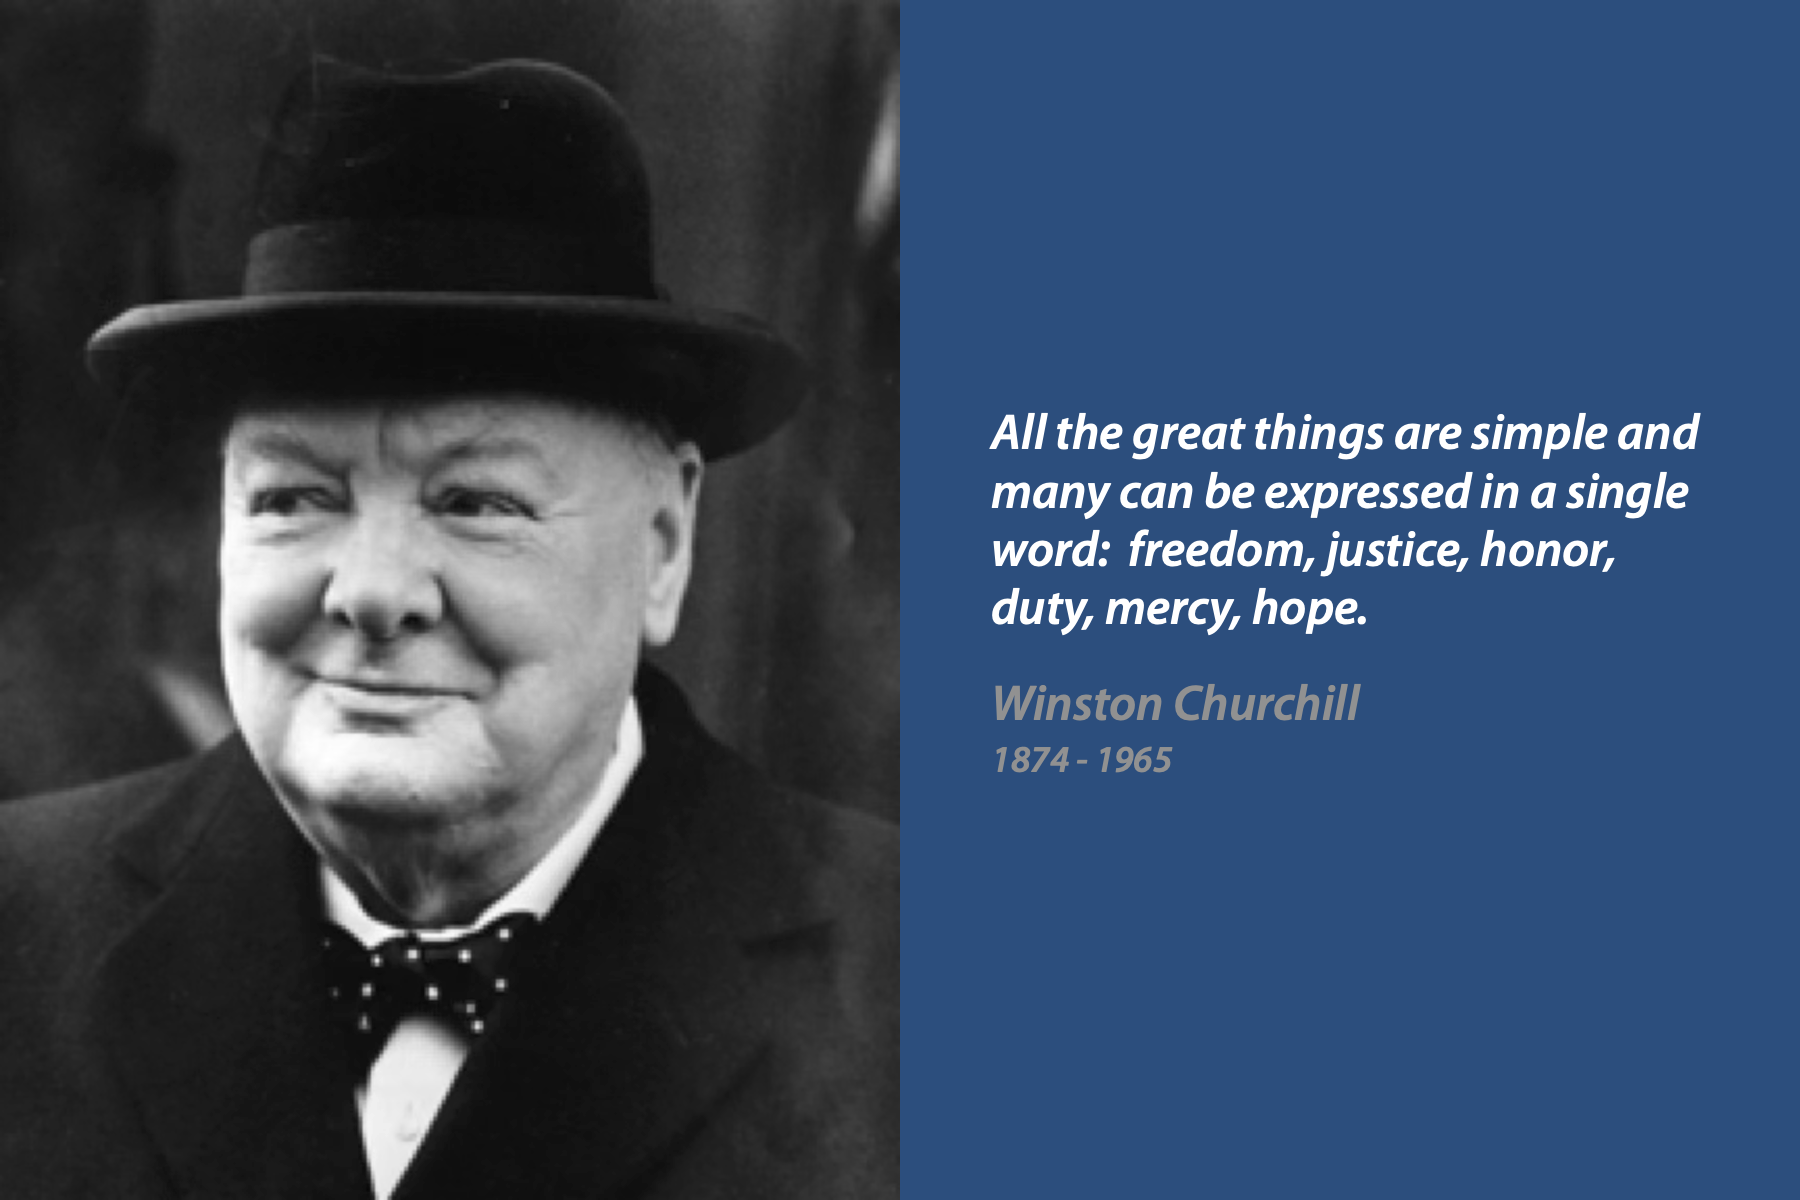 All the great things are simple and
many can be expressed in a single
word:  freedom, justice, honor,
duty, mercy, hope.
Winston Churchill
1874 - 1965